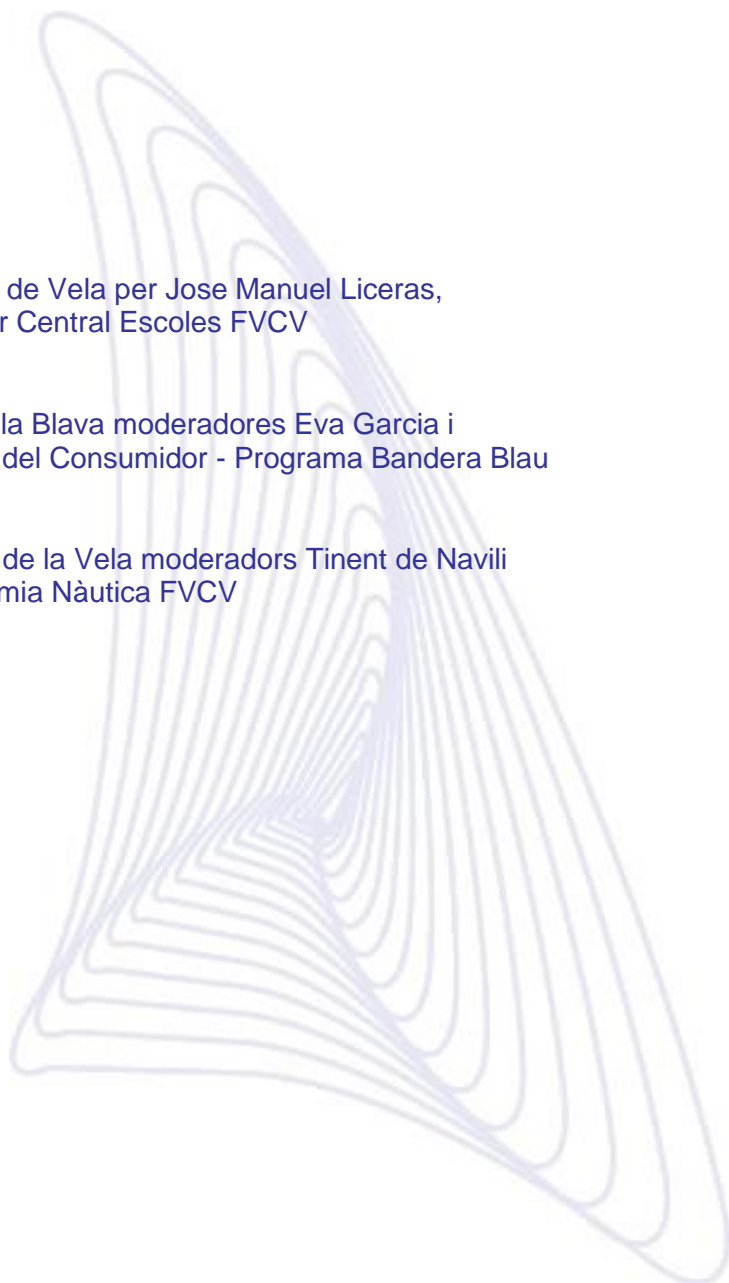 de Vela per Jose Manuel Liceras,
r Central Escoles FVCV
la Blava moderadores Eva Garcia i
del Consumidor - Programa Bandera Blau
de la Vela moderadors Tinent de Navili
mia Nàutica FVCV